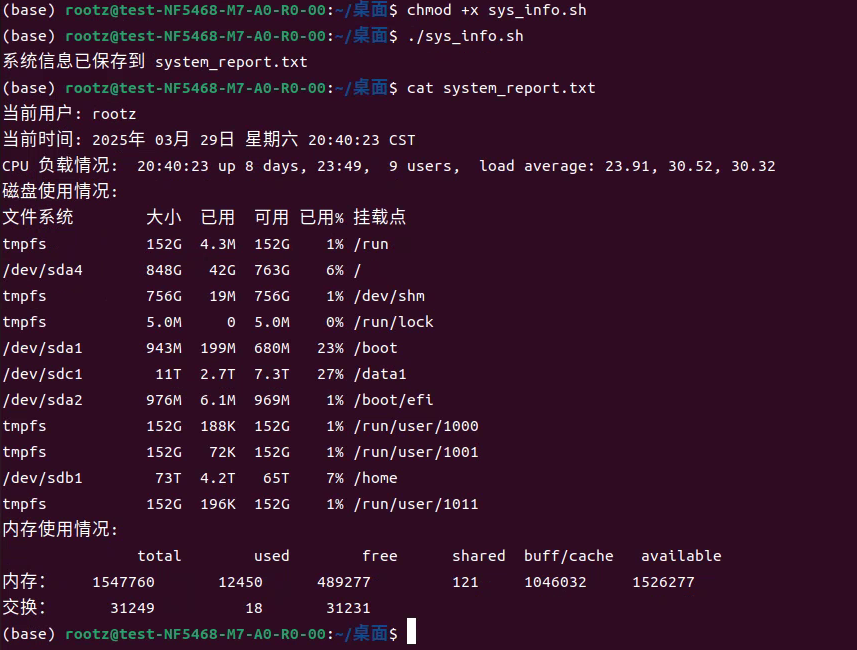 (base) rootz@test-NF5468-M7-A0-R0-00:~/桌面$ chmod +x sys_info.sh
(base) rootz@test-NF5468-M7-A0-R0-00:~/桌面$ ./sys_info.sh
系统信息已保存到 system_report.txt
(base) rootz@test-NF5468-M7-A0-R0-00:~/桌面$ cat system_report.txt
当前用户: rootz
当前时间: 2025年 03月 29日 星期六 20:40:23 CST
CPU 负载情况:  20:40:23 up 8 days, 23:49,  9 users,  load average: 23.91, 30.52, 30.32
磁盘使用情况:
文件系统        大小  已用  可用 已用% 挂载点
tmpfs           152G  4.3M  152G    1% /run
/dev/sda4       848G   42G  763G    6% /
tmpfs           756G   19M  756G    1% /dev/shm
tmpfs           5.0M     0  5.0M    0% /run/lock
/dev/sda1       943M  199M  680M   23% /boot
/dev/sdc1        11T  2.7T  7.3T   27% /data1
/dev/sda2       976M  6.1M  969M    1% /boot/efi
tmpfs           152G  188K  152G    1% /run/user/1000
tmpfs           152G   72K  152G    1% /run/user/1001
/dev/sdb1        73T  4.2T   65T    7% /home
tmpfs           152G  196K  152G    1% /run/user/1011
内存使用情况:
               total        used        free      shared  buff/cache   available
内存：     1547760       12450      489277         121     1046032     1526277
交换：       31249          18       31231
(base) rootz@test-NF5468-M7-A0-R0-00:~/桌面$